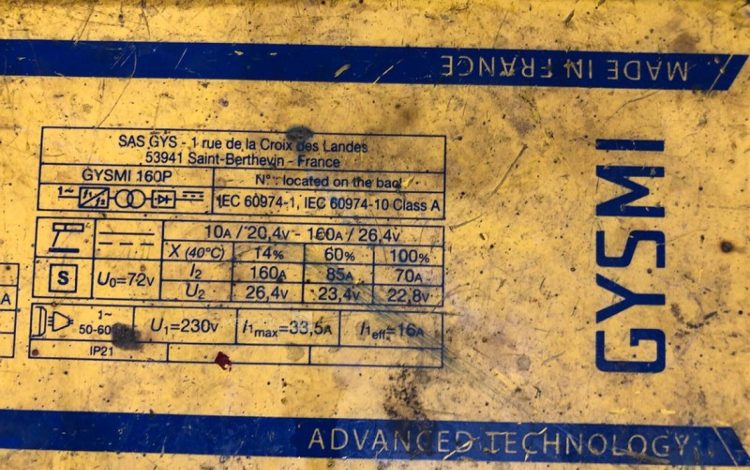 MADE IN FRANCE
SAS GYS - 1 rue de la Croix des Landes
53941 Saint-Berthevin - France
GYSMI 160P
N° : located on the bac
1~
IEC 60974-1, IEC 60974-10 Class A
10A / 20,4V - 160A / 26,4V
X (40°C) 14% 60% 100%
S
U0=72V
I2 160A 85A 70A
U2 26,4V 23,4V 22,8V
A
1~
50-60
U1=230V
I1max=33,5A
I1eff=16A
IP21
GYSMI
ADVANCED TECHNOLOGY